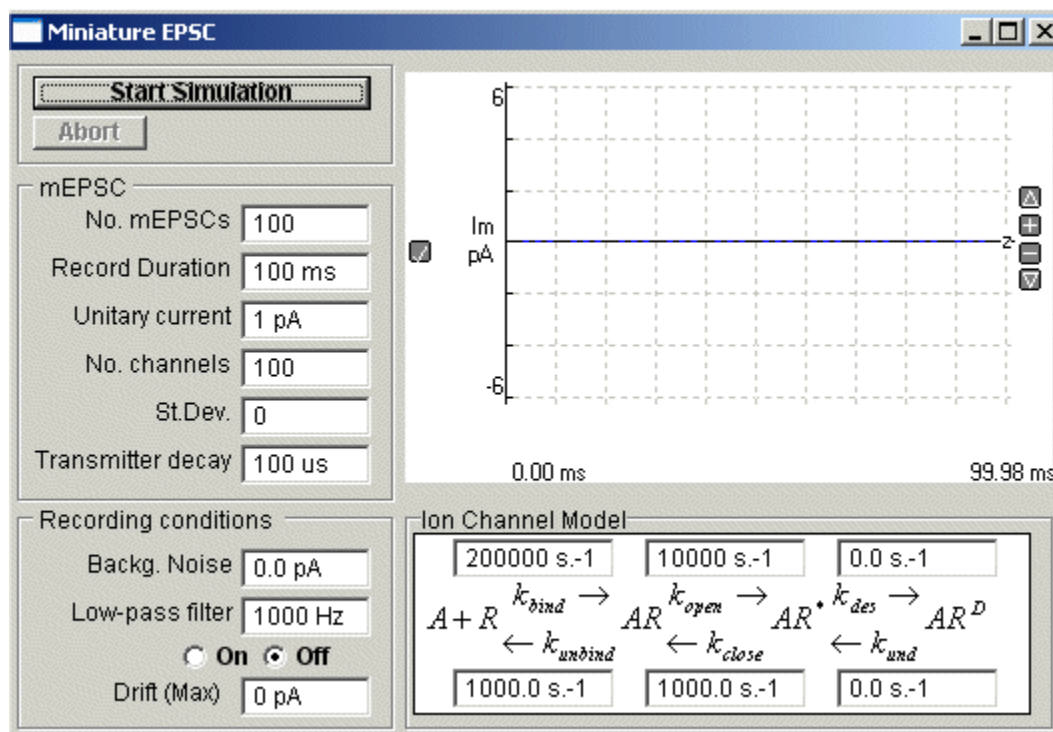 Miniature EPSC
Start Simulation
Abort
mEPSC
No. mEPSCs 100
Record Duration 100 ms
Unitary current 1 pA
No. channels 100
St.Dev. 0
Transmitter decay 100 us
Recording conditions
Backg. Noise 0.0 pA
Low-pass filter 1000 Hz
On Off
Drift (Max) 0 pA
6
Im
pA
z
-6
0.00 ms 99.98 ms
Ion Channel Model
200000 s.-1 10000 s.-1 0.0 s.-1
k_bind → k_open → k_des →
A + R AR AR• AR^D
← k_unbind ← k_close ← k_und
1000.0 s.-1 1000.0 s.-1 0.0 s.-1